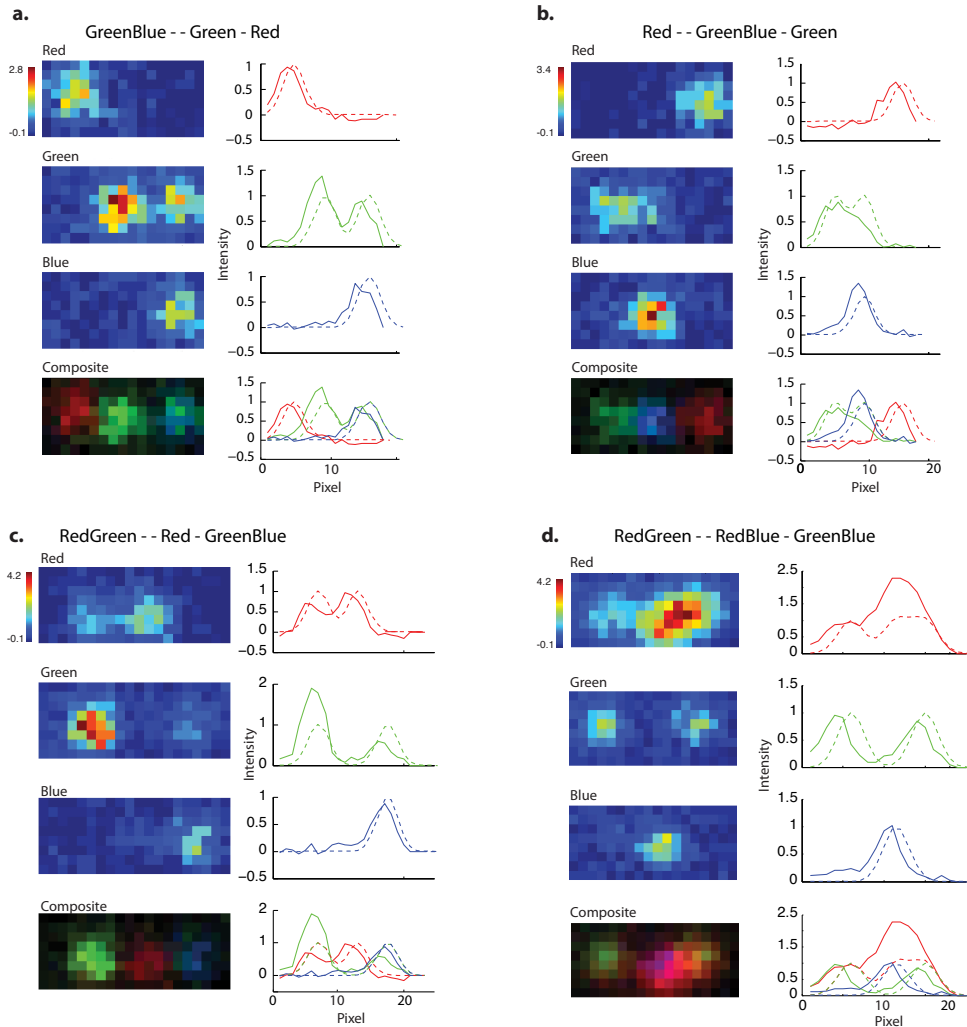 a.
GreenBlue - - Green - Red
Red
2.8
-0.1
1.5
1
0.5
0
−0.5
Green
1.5
1
0.5
0
Intensity
Blue
1
0.5
0
−0.5
Composite
1.5
1
0.5
0
−0.5
0
10
Pixel
b.
Red - - GreenBlue - Green
Red
3.4
-0.1
1.5
1
0.5
0
−0.5
Green
1.5
1
0.5
0
Intensity
Blue
1.5
1
0.5
0
−0.5
Composite
1.5
1
0.5
0
−0.5
0
10
20
Pixel
c.
RedGreen - - Red - GreenBlue
Red
4.2
-0.1
1.5
1
0.5
0
−0.5
Green
2
1
0
Intensity
Blue
1
0.5
0
−0.5
Composite
2
1
0
0
10
20
Pixel
d.
RedGreen - - RedBlue - GreenBlue
Red
4.2
-0.1
2.5
1.5
0.5
0
Green
1.5
1
0.5
0
Intensity
Blue
1.5
1
0.5
0
Composite
2.5
1.5
0.5
0
0
10
20
Pixel